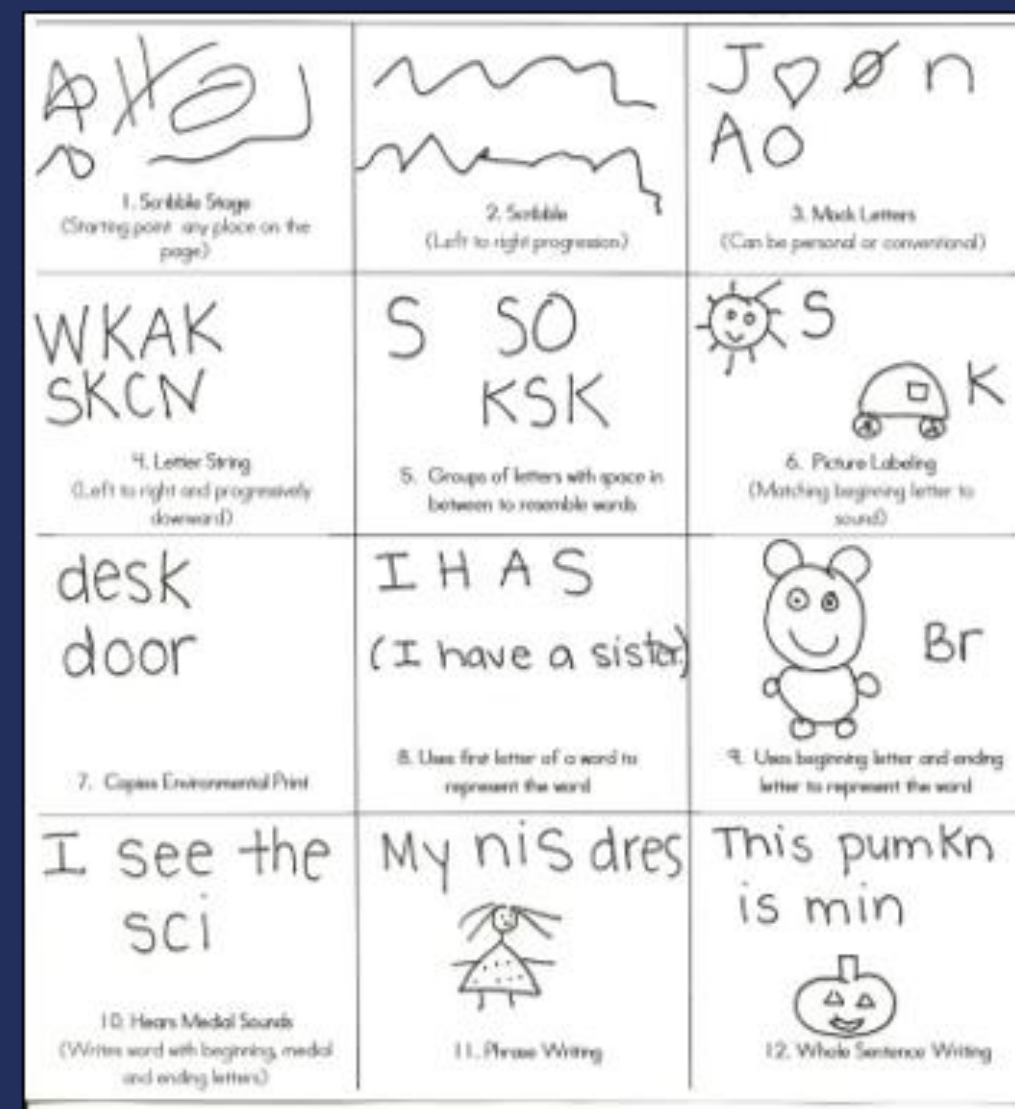 1. Scribble Stage
(Starting point any place on the
page)
2. Scribble
(Left to right progression)
J n
A O
3. Mock Letters
(Can be personal or conventional)
WKAK
SKCN
4. Letter String
(Left to right and progressively
downward)
S SO
KSK
5. Groups of letters with space in
between to resemble words
S
K
6. Picture Labeling
(Matching beginning letter to
sound)
desk
door
7. Copies Environmental Print
I H A S
(I have a sister.)
8. Uses first letter of a word to
represent the word
Br
9. Uses beginning letter and ending
letter to represent the word
I see the
sci
10. Hears Medial Sounds
(Writes word with beginning, medial
and ending letters)
My nis dres
11. Phrase Writing
This pumkn
is min
12. Whole Sentence Writing